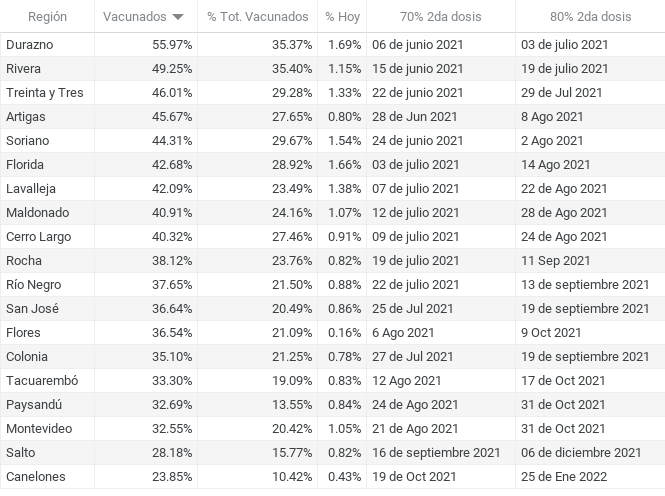 Región Vacunados % Tot. Vacunados % Hoy 70% 2da dosis 80% 2da dosis
Durazno 55.97% 35.37% 1.69% 06 de junio 2021 03 de julio 2021
Rivera 49.25% 35.40% 1.15% 15 de junio 2021 19 de julio 2021
Treinta y Tres 46.01% 29.28% 1.33% 22 de junio 2021 29 de Jul 2021
Artigas 45.67% 27.65% 0.80% 28 de Jun 2021 8 Ago 2021
Soriano 44.31% 29.67% 1.54% 24 de junio 2021 2 Ago 2021
Florida 42.68% 28.92% 1.66% 03 de julio 2021 14 Ago 2021
Lavalleja 42.09% 23.49% 1.38% 07 de julio 2021 22 de Ago 2021
Maldonado 40.91% 24.16% 1.07% 12 de julio 2021 28 de Ago 2021
Cerro Largo 40.32% 27.46% 0.91% 09 de julio 2021 24 de Ago 2021
Rocha 38.12% 23.76% 0.82% 19 de julio 2021 11 Sep 2021
Río Negro 37.65% 21.50% 0.88% 22 de julio 2021 13 de septiembre 2021
San José 36.64% 20.49% 0.86% 25 de Jul 2021 19 de septiembre 2021
Flores 36.54% 21.09% 0.16% 6 Ago 2021 9 Oct 2021
Colonia 35.10% 21.25% 0.78% 27 de Jul 2021 19 de septiembre 2021
Tacuarembó 33.30% 19.09% 0.83% 12 Ago 2021 17 de Oct 2021
Paysandú 32.69% 13.55% 0.84% 24 de Ago 2021 31 de Oct 2021
Montevideo 32.55% 20.42% 1.05% 21 de Ago 2021 31 de Oct 2021
Salto 28.18% 15.77% 0.82% 16 de septiembre 2021 06 de diciembre 2021
Canelones 23.85% 10.42% 0.43% 19 de Oct 2021 25 de Ene 2022